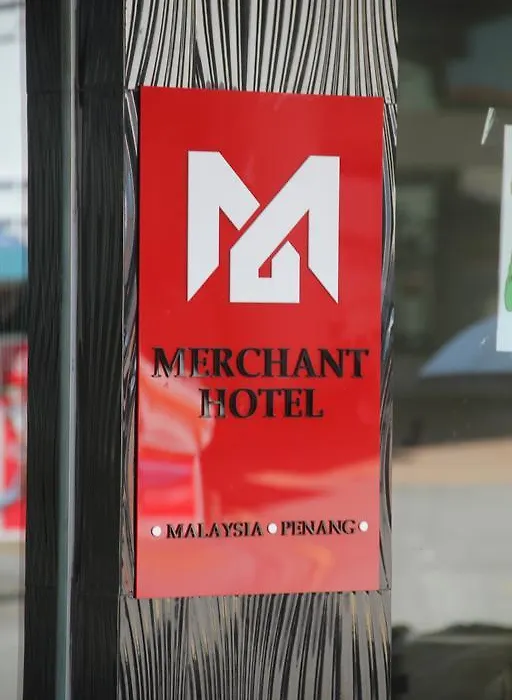 MERCHANT
HOTEL
• MALAYSIA • PENANG •